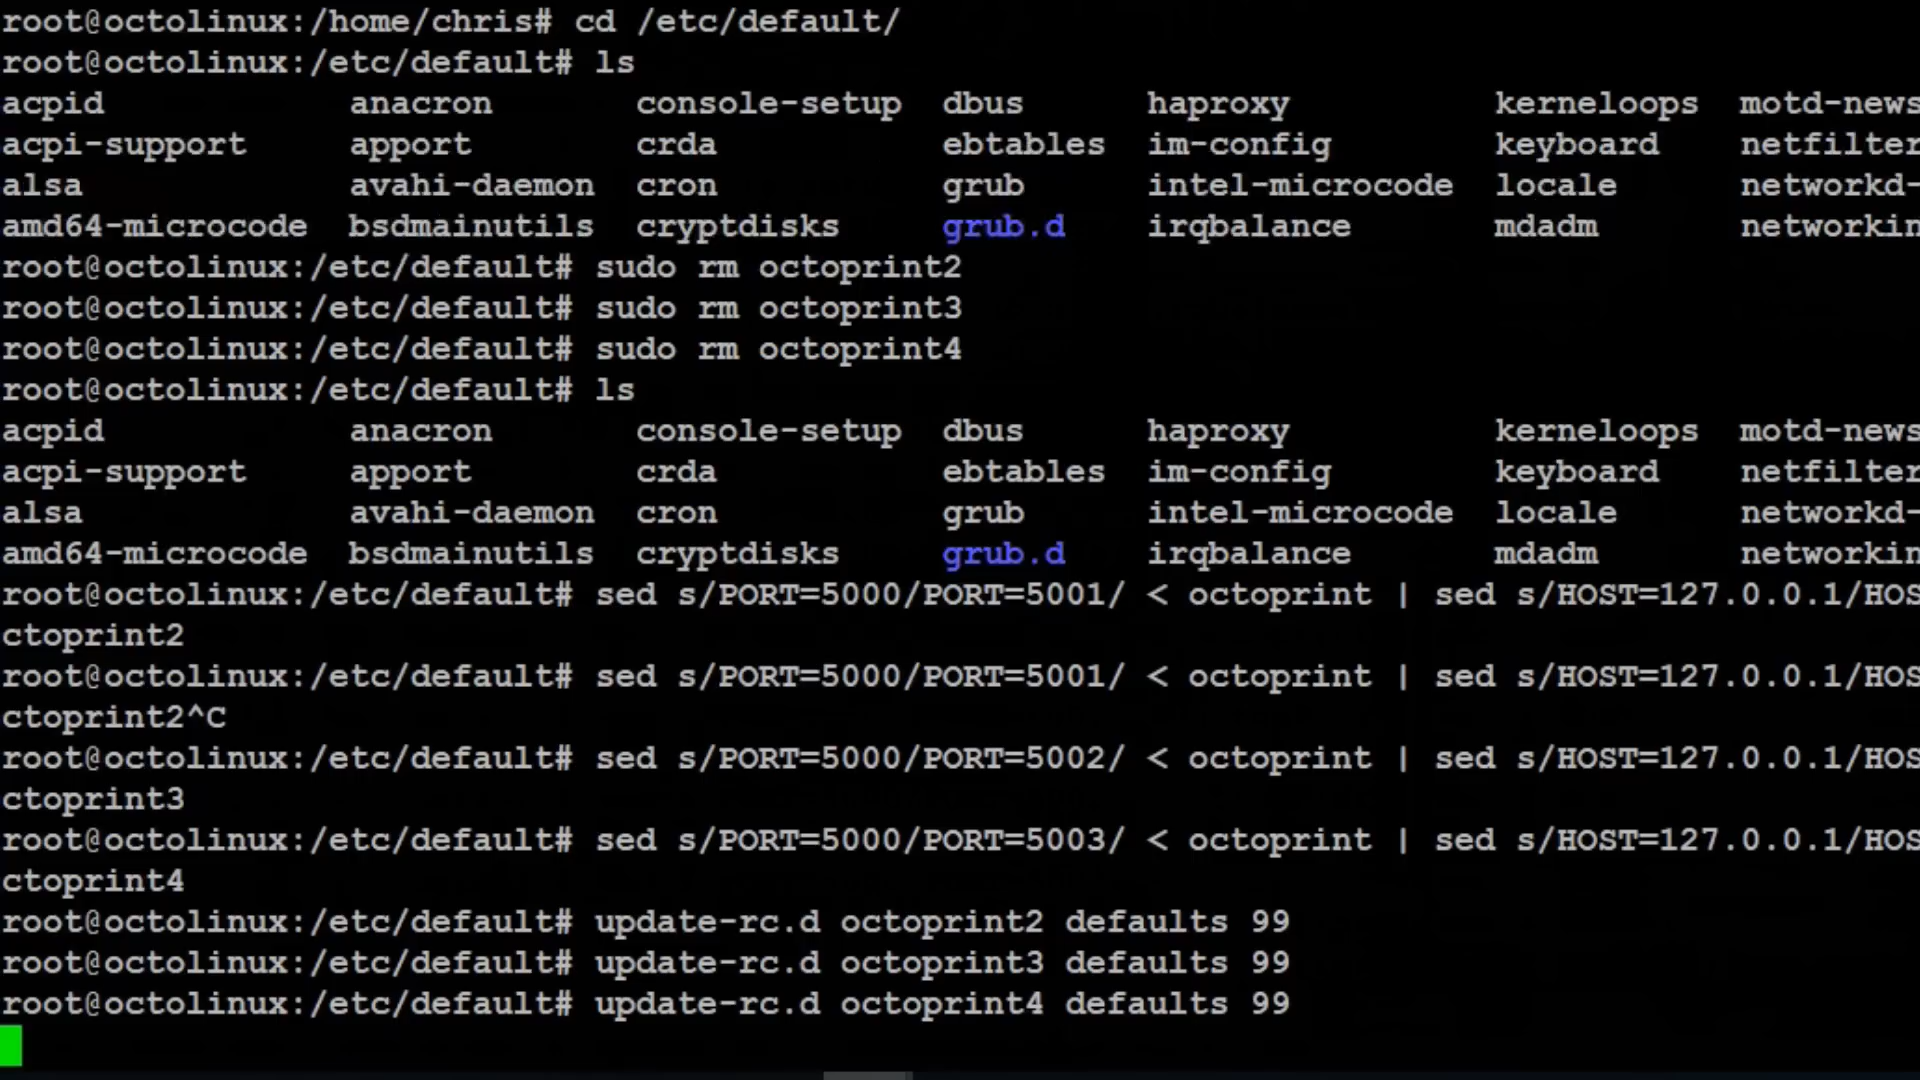 root@octolinux:/home/chris# cd /etc/default/
root@octolinux:/etc/default# ls
acpid anacron console-setup dbus haproxy kerneloops motd-news
acpi-support apport crda ebtables im-config keyboard netfilter
alsa avahi-daemon cron grub intel-microcode locale networkd-
amd64-microcode bsdmainutils cryptdisks grub.d irqbalance mdadm networkin
root@octolinux:/etc/default# sudo rm octoprint2
root@octolinux:/etc/default# sudo rm octoprint3
root@octolinux:/etc/default# sudo rm octoprint4
root@octolinux:/etc/default# ls
acpid anacron console-setup dbus haproxy kerneloops motd-news
acpi-support apport crda ebtables im-config keyboard netfilter
alsa avahi-daemon cron grub intel-microcode locale networkd-
amd64-microcode bsdmainutils cryptdisks grub.d irqbalance mdadm networkin
root@octolinux:/etc/default# sed s/PORT=5000/PORT=5001/ < octoprint | sed s/HOST=127.0.0.1/HOS
ctoprint2
root@octolinux:/etc/default# sed s/PORT=5000/PORT=5001/ < octoprint | sed s/HOST=127.0.0.1/HOS
ctoprint2^C
root@octolinux:/etc/default# sed s/PORT=5000/PORT=5002/ < octoprint | sed s/HOST=127.0.0.1/HOS
ctoprint3
root@octolinux:/etc/default# sed s/PORT=5000/PORT=5003/ < octoprint | sed s/HOST=127.0.0.1/HOS
ctoprint4
root@octolinux:/etc/default# update-rc.d octoprint2 defaults 99
root@octolinux:/etc/default# update-rc.d octoprint3 defaults 99
root@octolinux:/etc/default# update-rc.d octoprint4 defaults 99